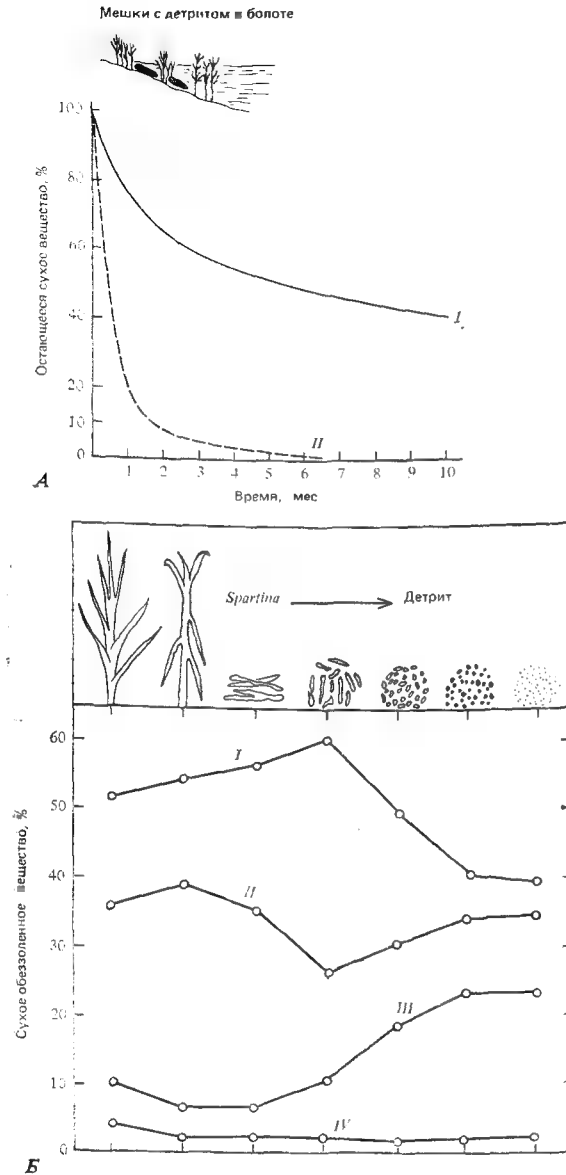 Мешки с детритом в болоте
Остающееся сухое вещество, %
100
80
60
40
20
10
0
I
II
1 2 3 4 5 6 7 8 9 10
Время, мес
А
Spartina
Детрит
Сухое обеззоленное вещество, %
60
50
40
30
20
10
0
I
II
III
IV
Б